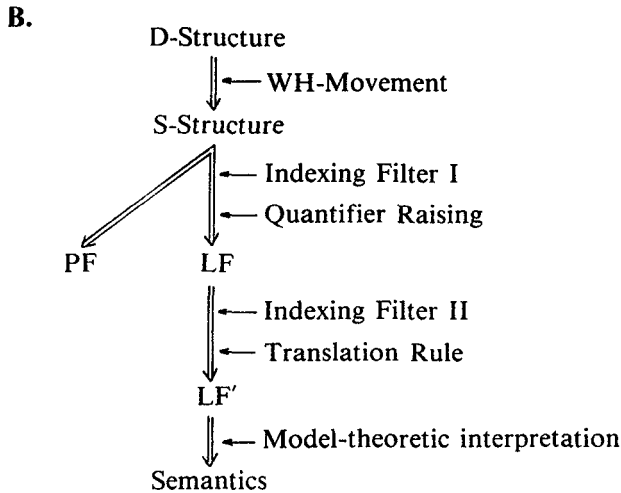 B.
D-Structure
WH-Movement
S-Structure
Indexing Filter I
Quantifier Raising
PF LF
Indexing Filter II
Translation Rule
LF′
Model-theoretic interpretation
Semantics